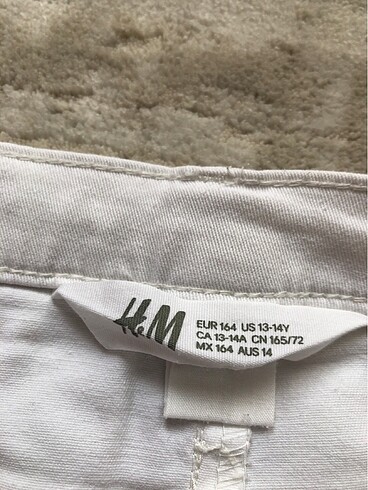 H&M
EUR 164 US 13-14Y
CA 13-14A CN 165/72
MX 164 AUS 14